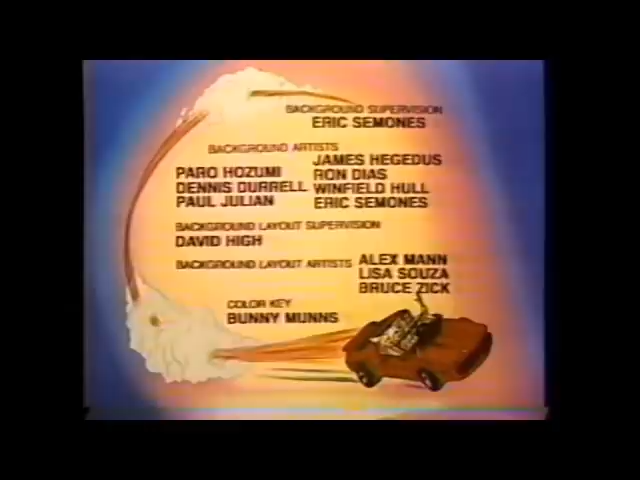 BACKGROUND SUPERVISION
ERIC SEMONES
BACKGROUND ARTISTS
JAMES HEGEDUS
PARO HOZUMI RON DIAS
DENNIS DURRELL WINFIELD HULL
PAUL JULIAN ERIC SEMONES
BACKGROUND LAYOUT SUPERVISION
DAVID HIGH
BACKGROUND LAYOUT ARTISTS ALEX MANN
LISA SOUZA
BRUCE ZICK
COLOR KEY
BUNNY MUNNS